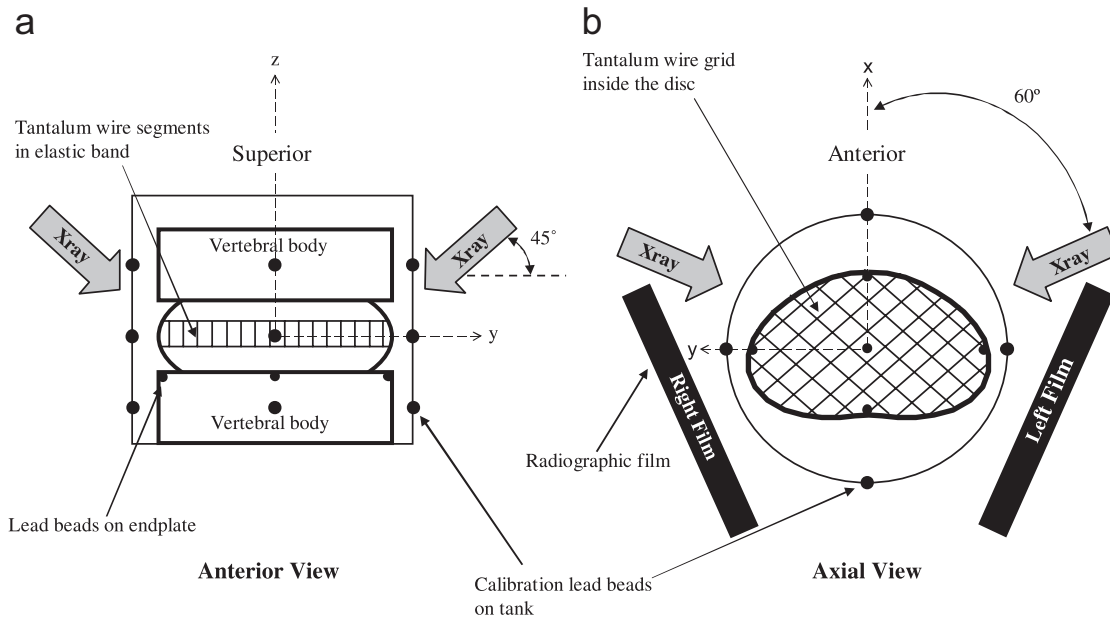 a
z
Tantalum wire segments
in elastic band
Superior
Xray
Vertebral body
Xray
45°
y
Vertebral body
Lead beads on endplate
Anterior View
b
Tantalum wire grid
inside the disc
x
60º
Anterior
Xray
Xray
y
Right Film
Left Film
Radiographic film
Calibration lead beads
on tank
Axial View